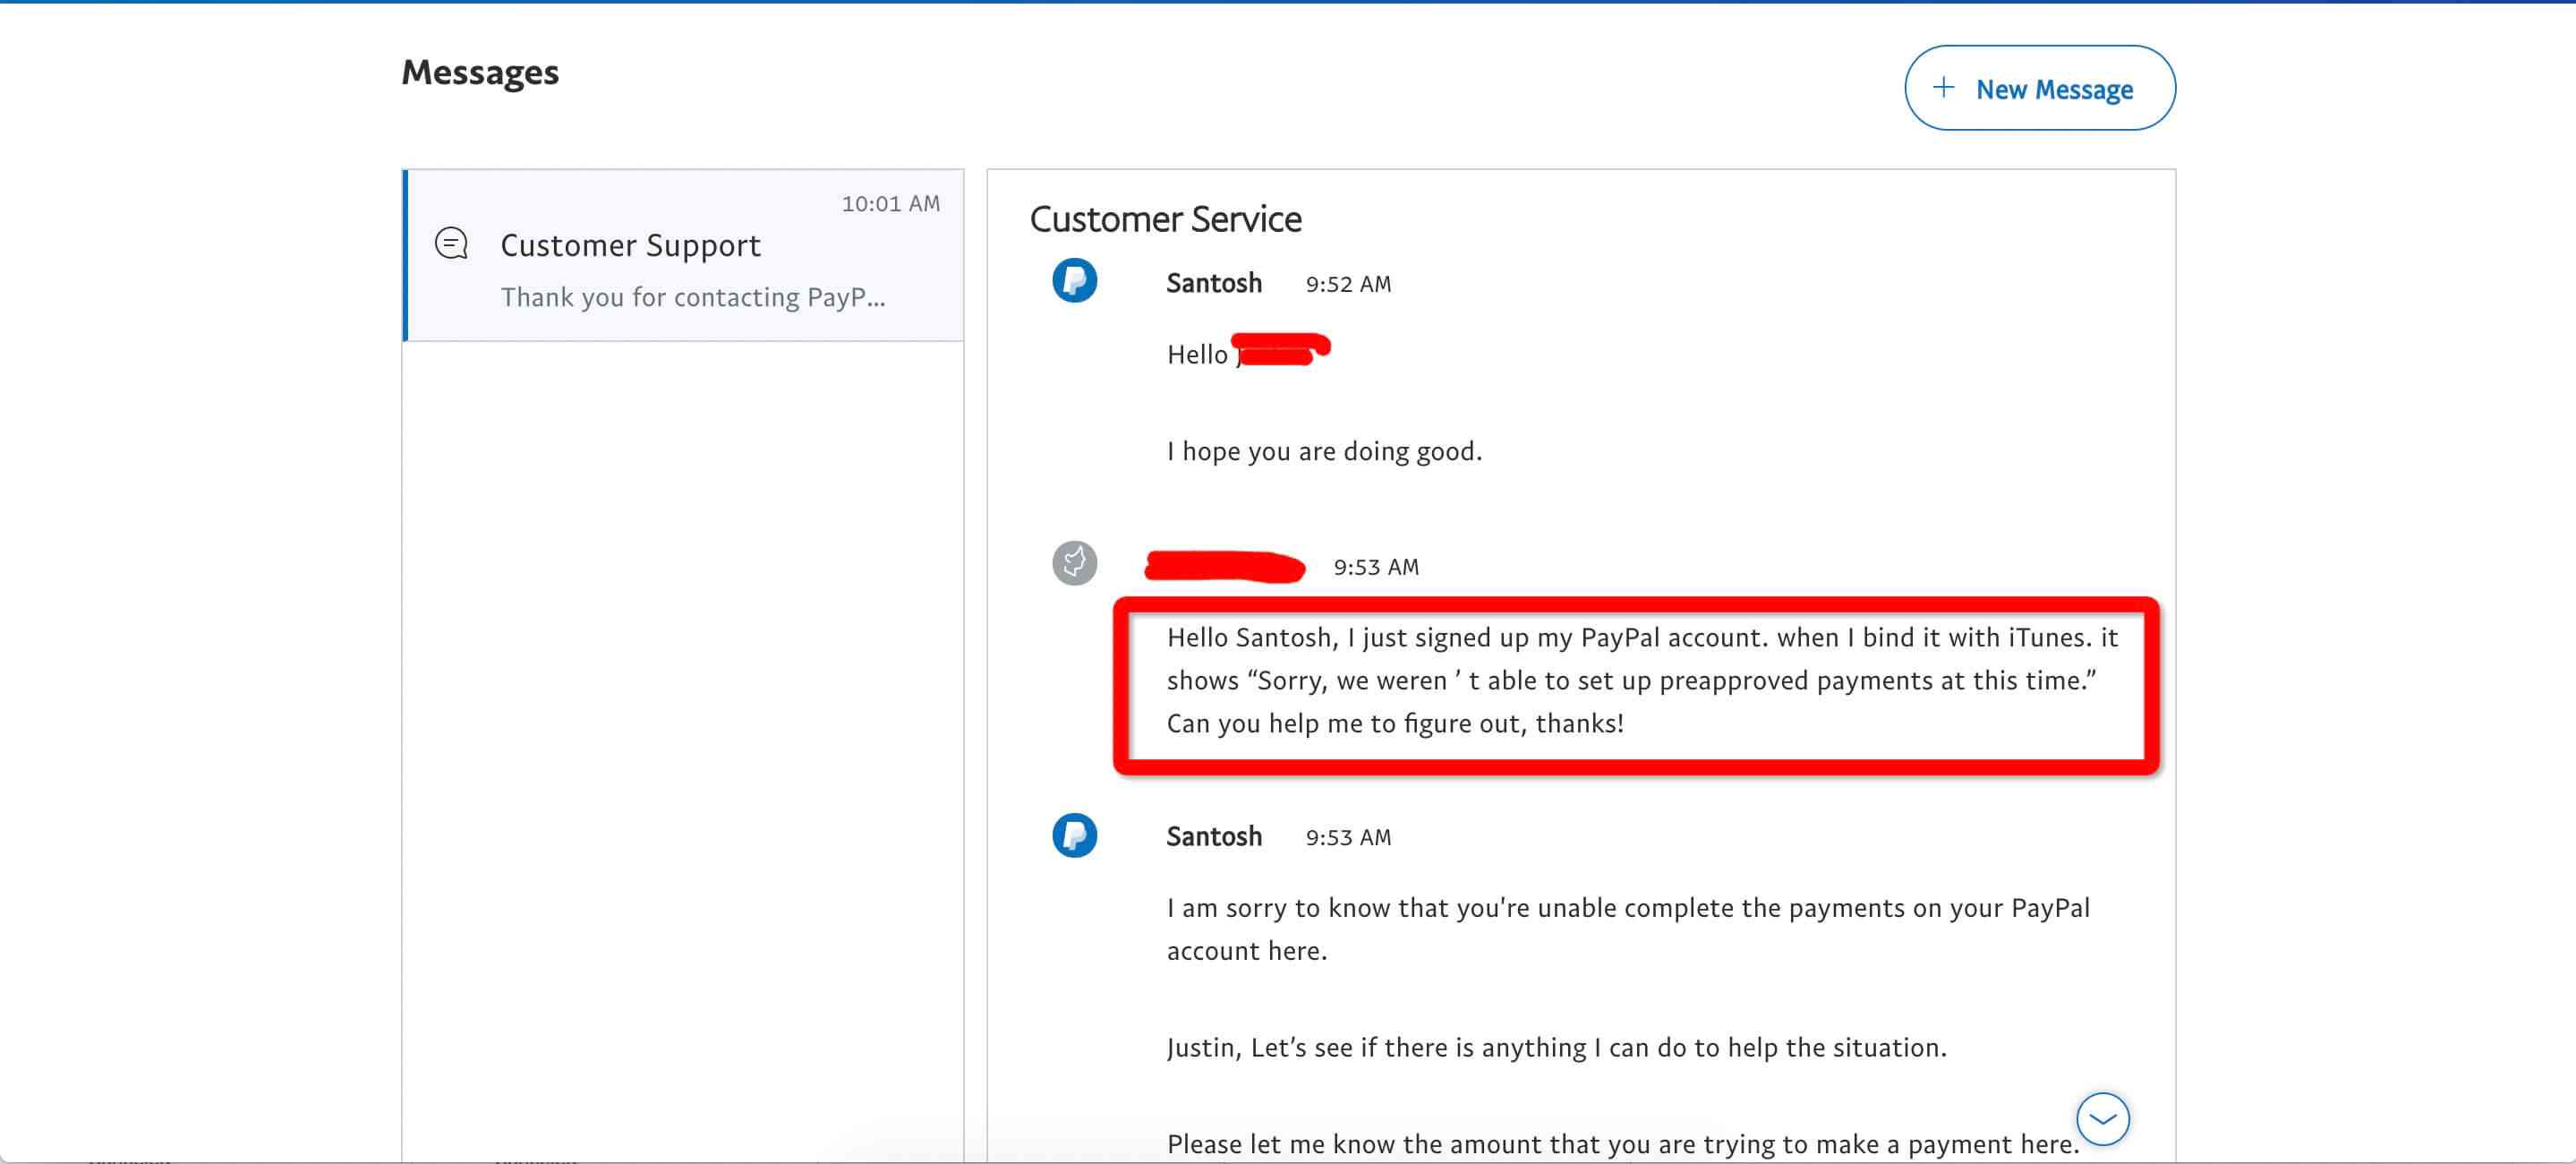 Messages
+ New Message
10:01 AM
Customer Support
Thank you for contacting PayP...
Customer Service
Santosh 9:52 AM
Hello
I hope you are doing good.
9:53 AM
Hello Santosh, I just signed up my PayPal account. when I bind it with iTunes. it
shows “Sorry, we weren ’ t able to set up preapproved payments at this time.”
Can you help me to figure out, thanks!
Santosh 9:53 AM
I am sorry to know that you're unable complete the payments on your PayPal
account here.
Justin, Let’s see if there is anything I can do to help the situation.
Please let me know the amount that you are trying to make a payment here.